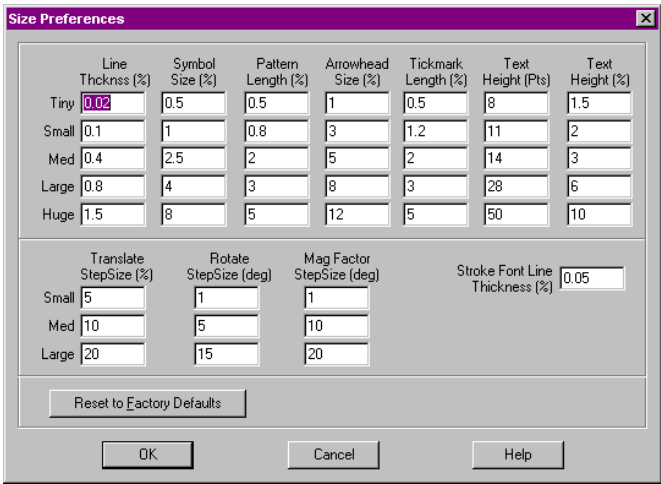 Size Preferences
Line Symbol Pattern Arrowhead Tickmark Text Text
Thcknss (%) Size (%) Length (%) Size (%) Length (%) Height (Pts) Height (%)
Tiny 0.02 0.5 0.5 1 0.5 8 1.5
Small 0.1 1 0.8 3 1.2 11 2
Med 0.4 2.5 2 5 2 14 3
Large 0.8 4 3 8 3 28 6
Huge 1.5 8 5 12 5 50 10
Translate Rotate Mag Factor
StepSize (%) StepSize (deg) StepSize (deg)
Stroke Font Line
Thickness (%) 0.05
Small 5 1 1
Med 10 5 10
Large 20 15 20
Reset to Factory Defaults
OK Cancel Help